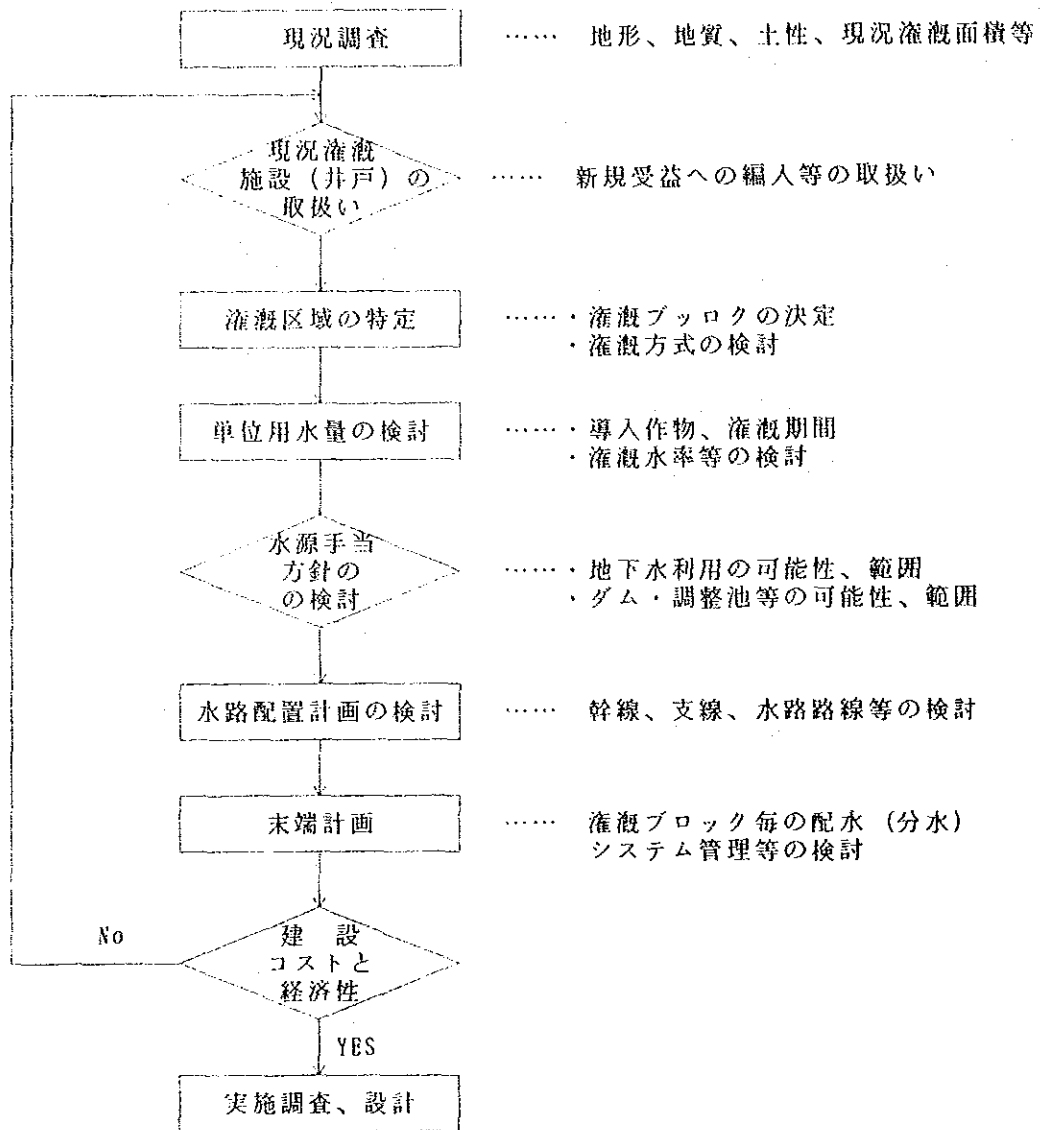 現況調査 …… 地形、地質、土性、現況潅漑面積等
現況潅漑
施設（井戸）の
取扱い
…… 新規受益への編入等の取扱い
潅漑区域の特定 ……・潅漑ブッロクの決定
・潅漑方式の検討
単位用水量の検討 ……・導入作物、潅漑期間
・潅漑水率等の検討
水源手当
方針の
の検討
……・地下水利用の可能性、範囲
・ダム・調整池等の可能性、範囲
水路配置計画の検討 …… 幹線、支線、水路路線等の検討
末端計画 …… 潅漑ブロック毎の配水（分水）
システム管理等の検討
No
建　設
コストと
経済性
YES
実施調査、設計